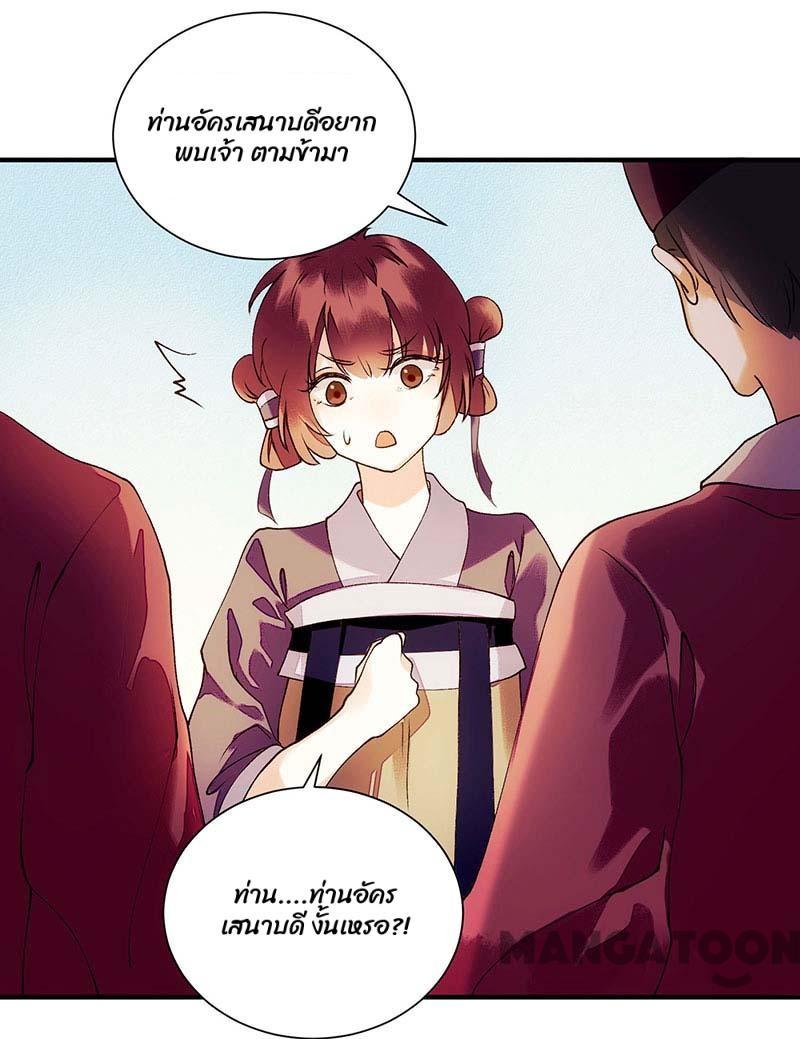 ท่านอัครเสนาบดีอยาก
พบเจ้า ตามข้ามา
ท่าน....ท่านอัคร
เสนาบดี งั้นเหรอ?!
MANGATOON